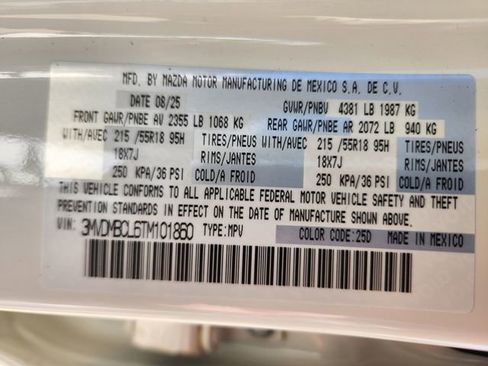 MFD. BY MAZDA MOTOR MANUFACTURING DE MEXICO S.A. DE C.V.
DATE 08/25 GVWR/PNBV 4381 LB 1987 KG
FRONT GAWR/PNBE AV 2355 LB 1068 KG REAR GAWR/PNBE AR 2072 LB 940 KG
WITH/AVEC 215 /55R18 95H TIRES/PNEUS WITH/AVEC 215 /55R18 95H TIRES/PNEUS
18X7J RIMS/JANTES 18X7J RIMS/JANTES
250 KPA/36 PSI COLD/A FROID 250 KPA/36 PSI COLD/A FROID
THIS VEHICLE CONFORMS TO ALL APPLICABLE FEDERAL MOTOR VEHICLE SAFETY AND THEFT
PREVENTION STANDARDS IN EFFECT ON THE DATE OF MANUFACTURE SHOWN ABOVE.
VIN: 3MVDMBCL6TM101860 TYPE:MPV COLOR CODE:25D MADE IN MEXICO